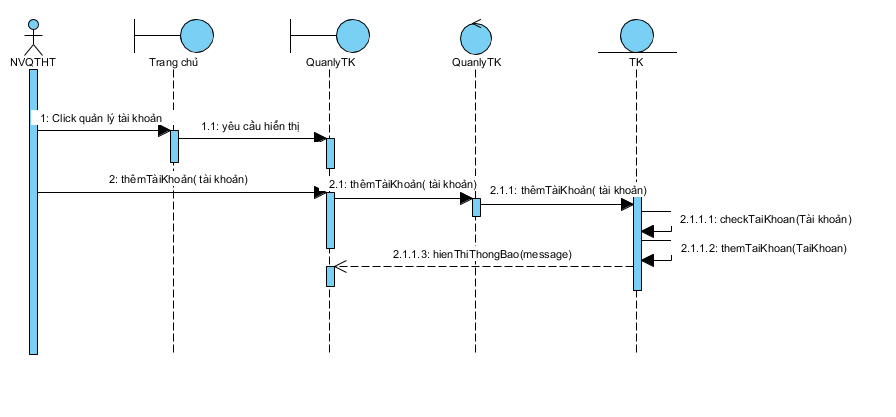 NVQTHT
Trang chủ
QuanlyTK
QuanlyTK
TK
1: Click quản lý tài khoản
1.1: yêu cầu hiển thị
2: thêmTàiKhoản( tài khoản)
2.1: thêmTàiKhoản( tài khoản)
2.1.1: thêmTàiKhoản( tài khoản)
2.1.1.1: checkTaiKhoan(Tài khoản)
2.1.1.2: themTaiKhoan(TaiKhoan)
2.1.1.3: hienThiThongBao(message)